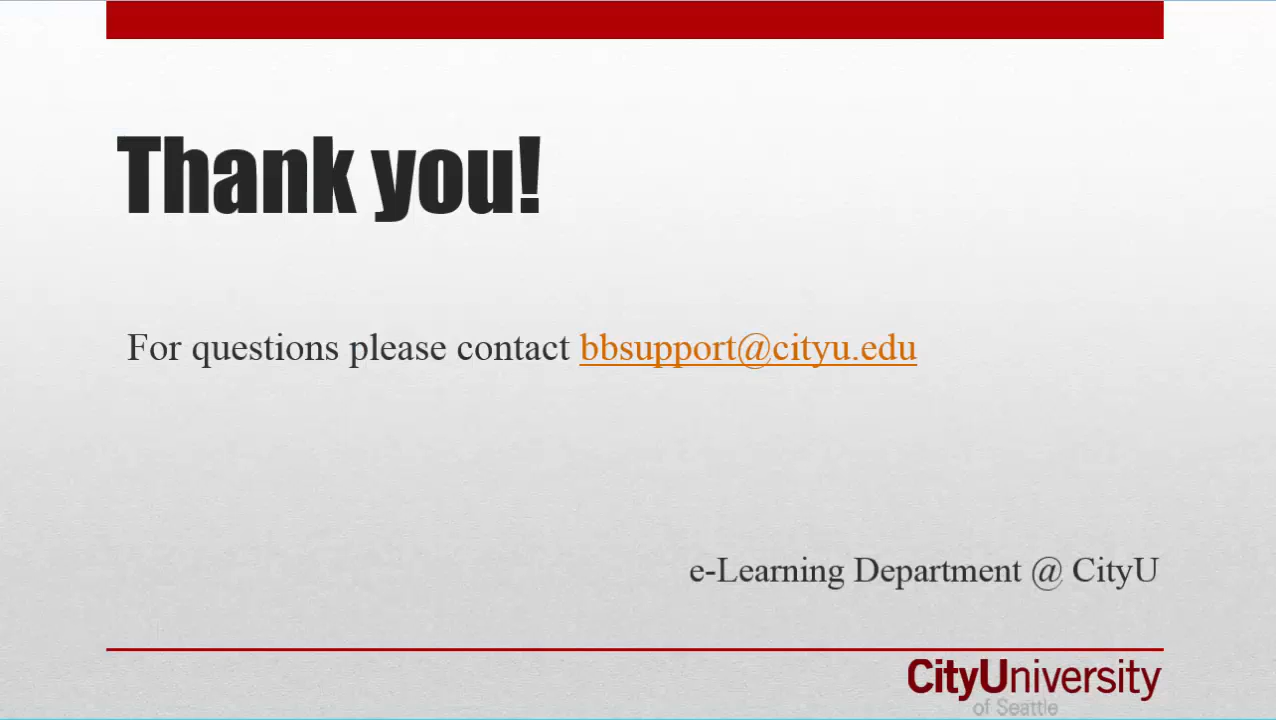 Thank you!
For questions please contact bbsupport@cityu.edu
e-Learning Department @ CityU
CityUniversity
of Seattle